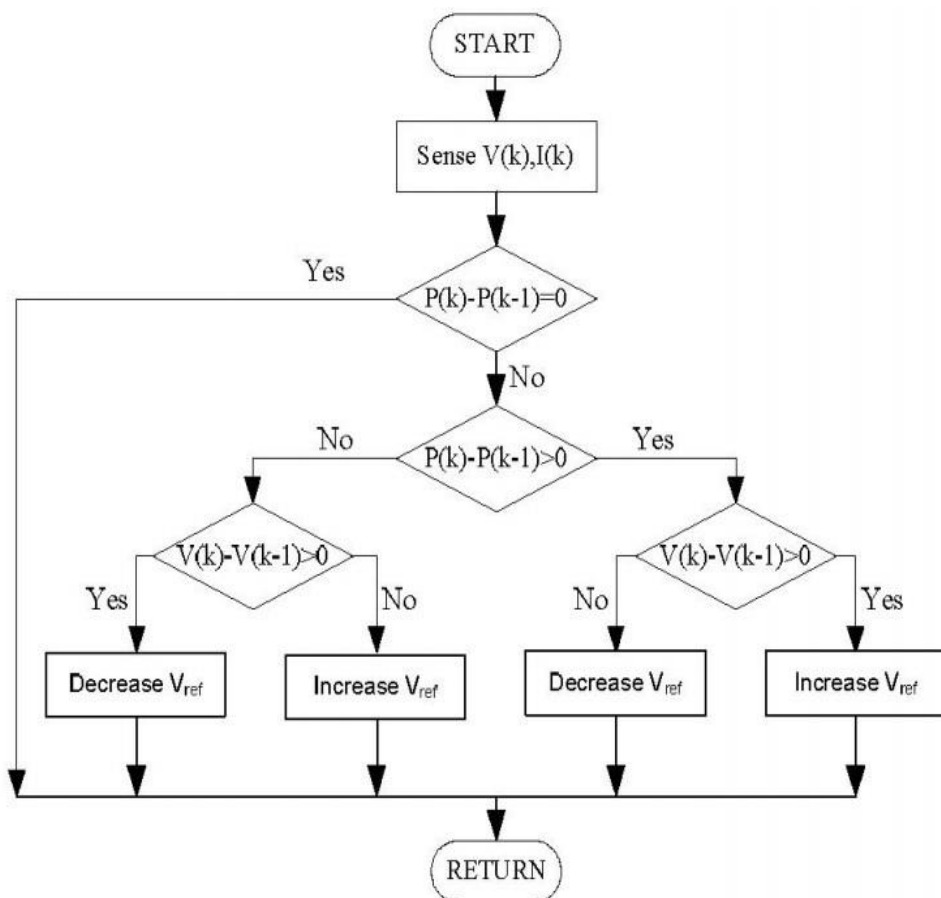 START
Sense V(k),I(k)
Yes
P(k)-P(k-1)=0
No
No
P(k)-P(k-1)>0
Yes
V(k)-V(k-1)>0
V(k)-V(k-1)>0
Yes
No
No
Yes
Decrease Vref
Increase Vref
Decrease Vref
Increase Vref
RETURN